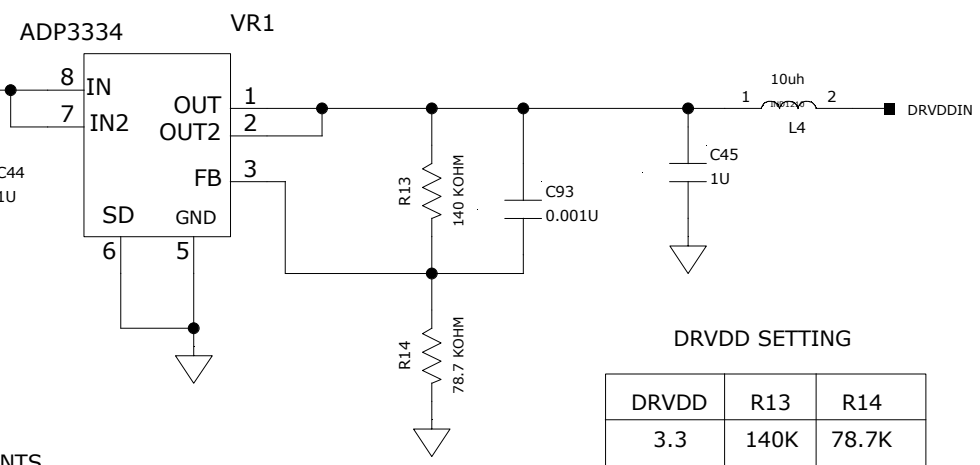 ADP3334
VR1
8
IN
7
IN2
OUT
1
OUT2
2
FB
3
SD
GND
6
5
C44
1U
R13
140 KOHM
C93
0.001U
R14
78.7 KOHM
C45
1U
10uh
1
IND1210
2
L4
DRVDDIN
DRVDD SETTING
DRVDD R13 R14
3.3 140K 78.7K
NTS